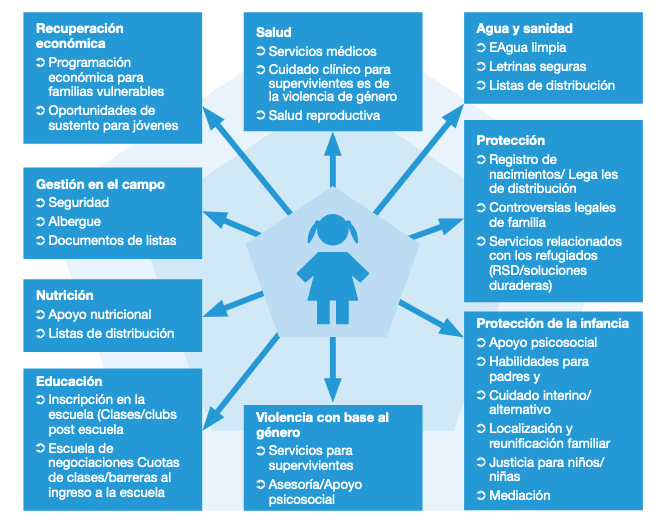 Recuperación
económica
➲ Programación
económica para
familias vulnerables
➲ Oportunidades de
sustento para jóvenes
Salud
➲ Servicios médicos
➲ Cuidado clínico para
supervivientes es de
la violencia de género
➲ Salud reproductiva
Agua y sanidad
➲ EAgua limpia
➲ Letrinas seguras
➲ Listas de distribución
Gestión en el campo
➲ Seguridad
➲ Albergue
➲ Documentos de listas
Protección
➲ Registro de
nacimientos/ Lega les
de distribución
➲ Controversias legales
de familia
➲ Servicios relacionados
con los refugiados
(RSD/soluciones
duraderas)
Nutrición
➲ Apoyo nutricional
➲ Listas de distribución
Protección de la infancia
➲ Apoyo psicosocial
➲ Habilidades para
padres y
➲ Cuidado interino/
alternativo
➲ Localización y
reunificación familiar
➲ Justicia para niños/
niñas
➲ Mediación
Educación
➲ Inscripción en la
escuela (Clases/clubs
post escuela
➲ Escuela de
negociaciones Cuotas
de clases/barreras al
ingreso a la escuela
Violencia con base al
género
➲ Servicios para
supervivientes
➲ Asesoría/Apoyo
psicosocial